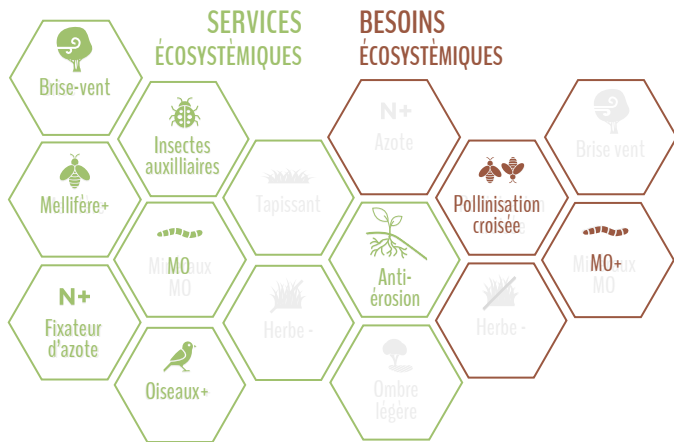 SERVICES
ÉCOSYSTÈMIQUES
BESOINS
ÉCOSYSTÉMIQUES
Brise-vent
Insectes
auxilliaires
Mellifère+
MO
N+
Fixateur
d'azote
Oiseaux+
Tapissant
Herbe -
Anti-
érosion
Ombre
légère
N+
Azote
Pollinisation
croisée
Herbe -
Brise vent
MO+